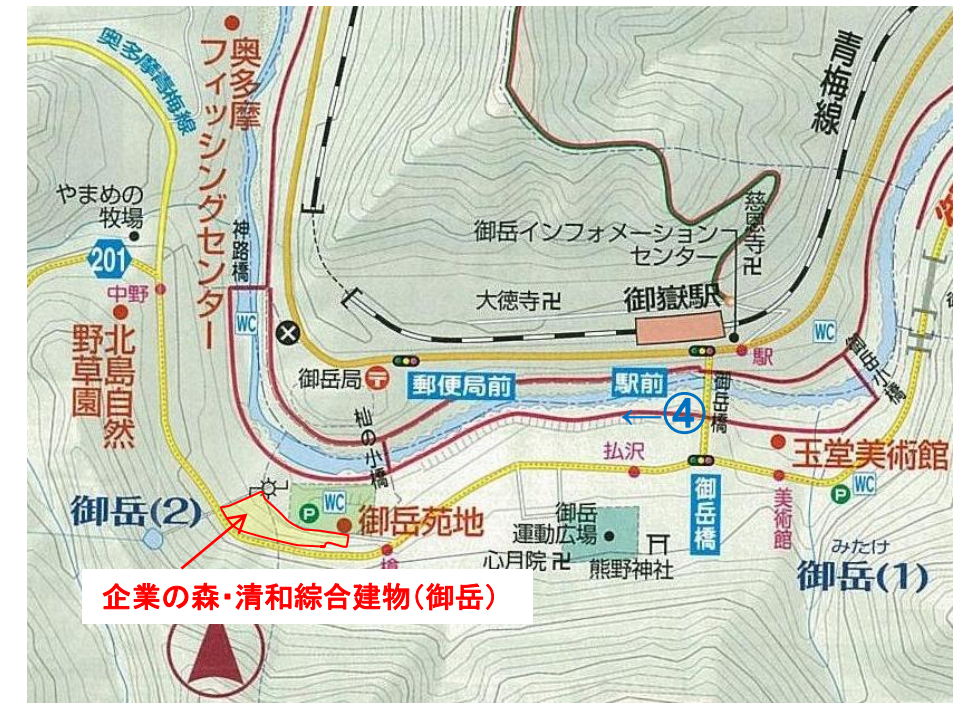 奥多摩
フィッシングセンター
奥多摩青梅線
青梅線
やまめの
牧場
神路橋
慈恩寺卍
御岳インフォメーション
センター
201
中野
大徳寺卍
御嶽駅
WC
WC
北島自然
野草園
駅
御岳小橋
御岳局
〒
郵便局前
駅前
御岳橋
←④
杣の小橋
払沢
玉堂美術館
P
WC
美術館
御岳(2)
P
WC
御岳苑地
御岳
運動広場
御岳橋
心月院卍
熊野神社
みたけ
御岳(1)
企業の森・清和綜合建物(御岳)